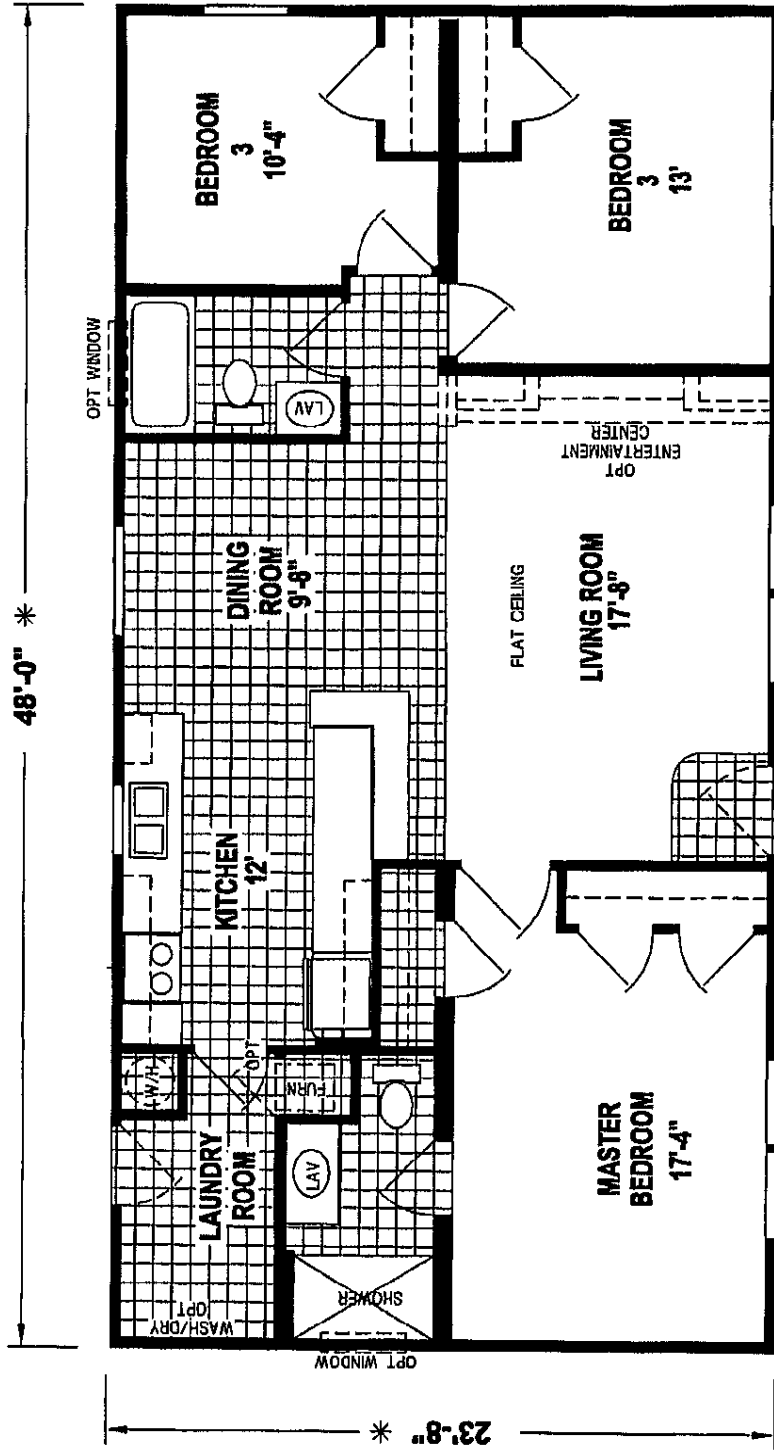 48'-0" *
23'-8" *
OPT WINDOW
BEDROOM
3
10'-4"
BEDROOM
3
13'
LAV
DINING
ROOM
9'-8"
OPT
ENTERTAINMENT
CENTER
FLAT CEILING
LIVING ROOM
17'-8"
KITCHEN
12'
W/H
OPT
FURN
LAUNDRY
ROOM
LAV
WASH/DRY
OPT
SHOWER
OPT WINDOW
MASTER
BEDROOM
17'-4"